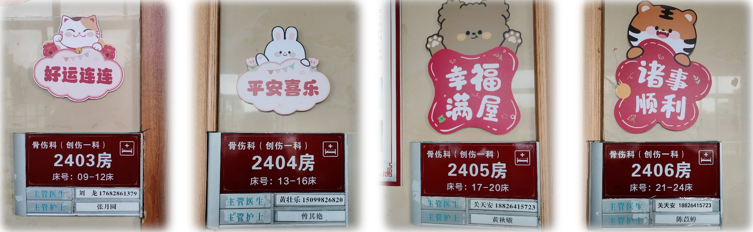 好运连连
骨伤科（创伤一科）
2403房
床号：09-12床
主管医生 刘 龙 17682861379
主管护士 张月圆
平安喜乐
骨伤科（创伤一科）
2404房
床号：13-16床
主管医生 黄壮乐 15099826820
主管护士 曾其艳
幸福
满屋
骨伤科（创伤一科）
2405房
床号：17-20床
主管医生 关天安 18826415723
主管护士 黄秋娥
诸事
顺利
骨伤科（创伤一科）
2406房
床号：21-24床
主管医生 关天安 18826415723
主管护士 陈首婷